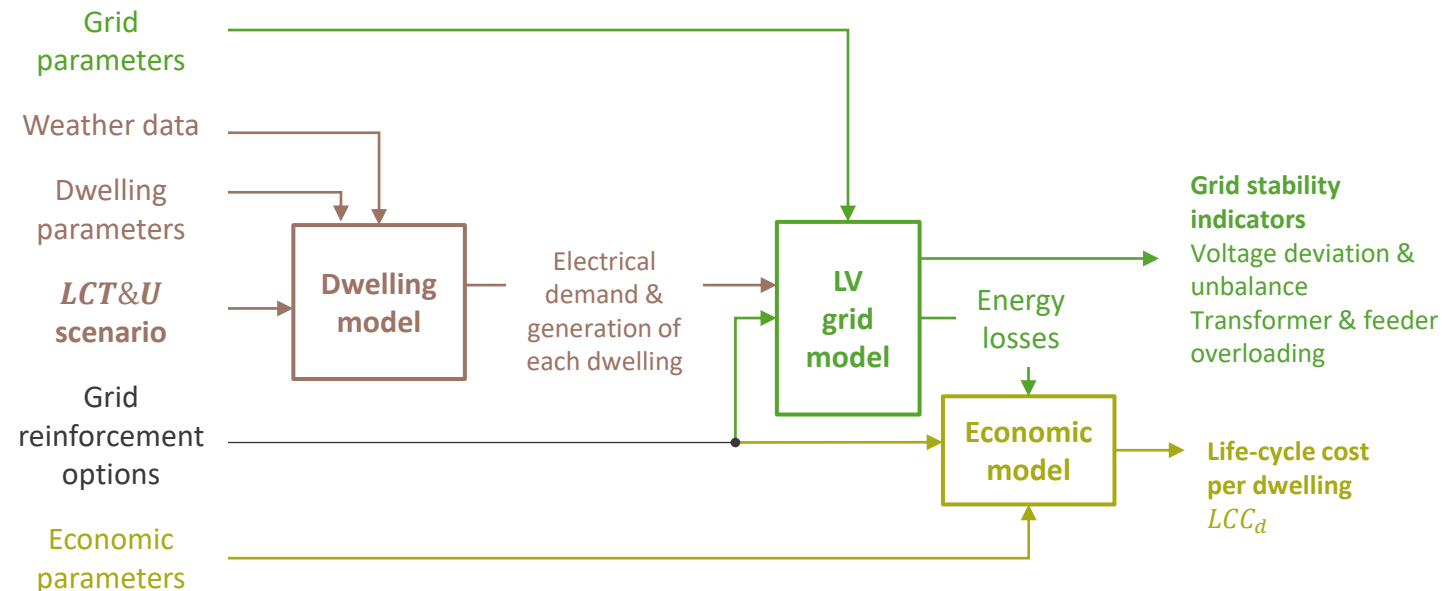 Grid
parameters
Weather data
Dwelling
parameters
LCT&U
scenario
Grid
reinforcement
options
Economic
parameters
Dwelling
model
Electrical
demand &
generation of
each dwelling
LV
grid
model
Energy
losses
Economic
model
Grid stability
indicators
Voltage deviation &
unbalance
Transformer & feeder
overloading
Life-cycle cost
per dwelling
LCC_d